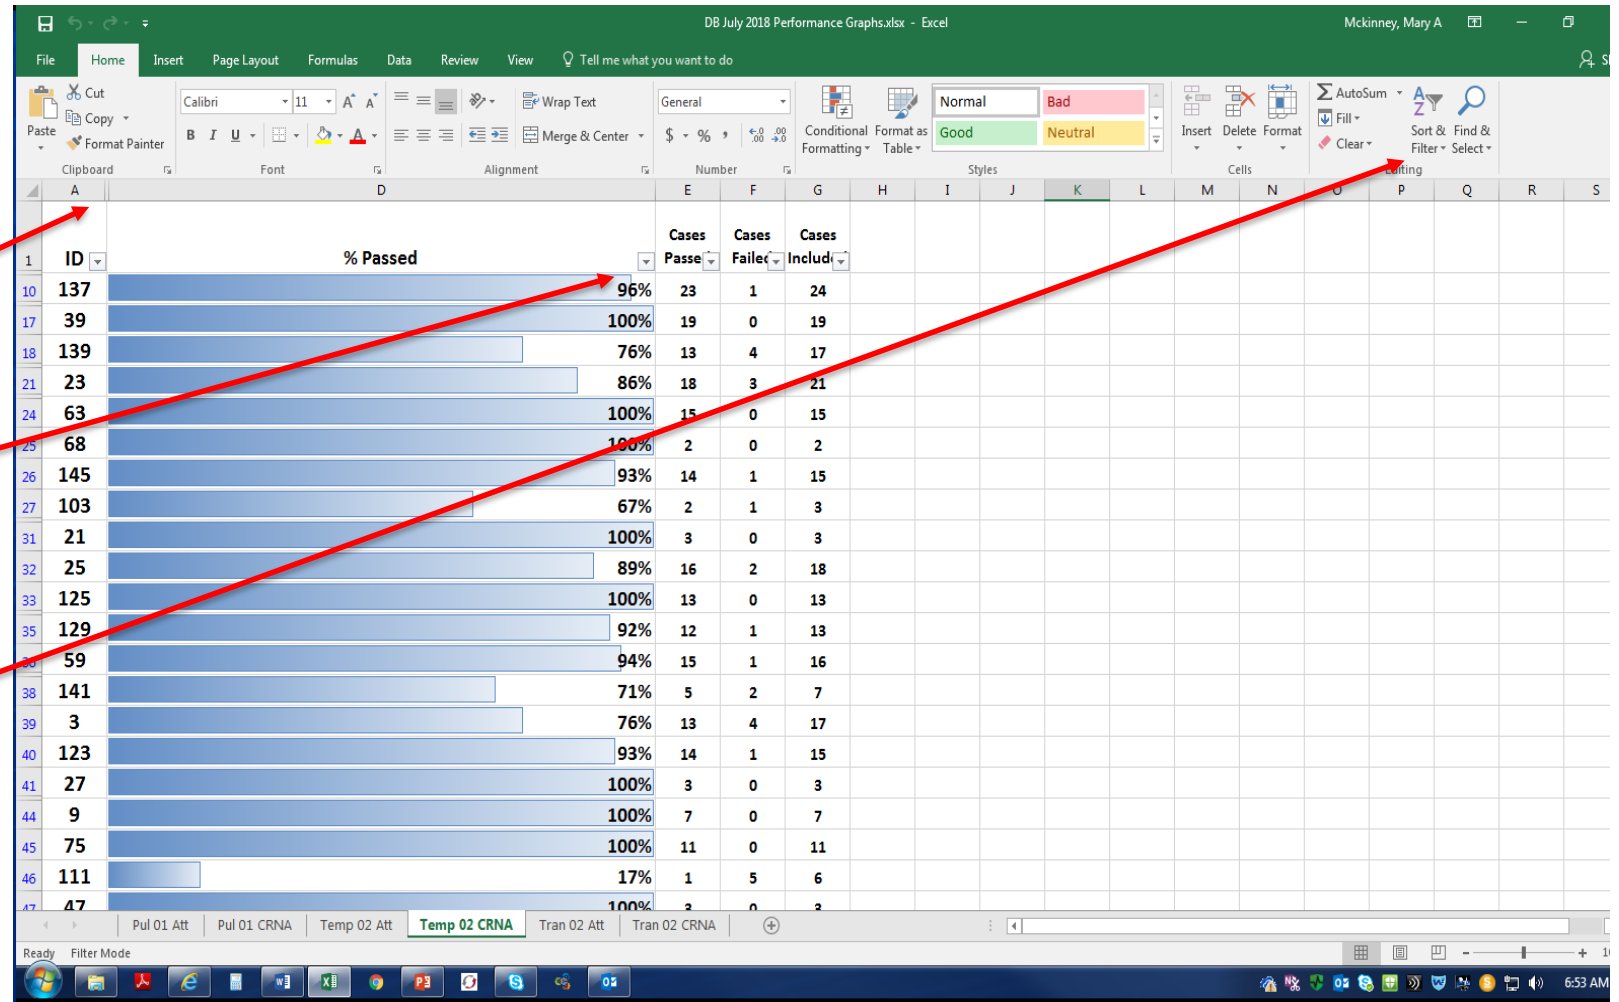 DB July 2018 Performance Graphs.xlsx - Excel
Mckinney, Mary A
File Home Insert Page Layout Formulas Data Review View Tell me what you want to do
Cut
Copy
Paste
Format Painter
Clipboard
Calibri 11 A A
B I U A
Font
Wrap Text
Merge & Center
Alignment
General
$ % , .00
Number
Conditional Formatting
Format as Table
Normal Bad
Good Neutral
Styles
Insert Delete Format
Cells
AutoSum
Fill
Clear
Sort & Filter
Find & Select
Editing
A D E F G H I J K L M N O P Q R S
1 ID % Passed Cases Passe Cases Failed Cases Includ
10 137 96% 23 1 24
17 39 100% 19 0 19
18 139 76% 13 4 17
21 23 86% 18 3 21
24 63 100% 15 0 15
25 68 100% 2 0 2
26 145 93% 14 1 15
27 103 67% 2 1 3
31 21 100% 3 0 3
32 25 89% 16 2 18
33 125 100% 13 0 13
35 129 92% 12 1 13
36 59 94% 15 1 16
38 141 71% 5 2 7
39 3 76% 13 4 17
40 123 93% 14 1 15
41 27 100% 3 0 3
44 9 100% 7 0 7
45 75 100% 11 0 11
46 111 17% 1 5 6
47 47 100% 3 0 3
Pul 01 Att Pul 01 CRNA Temp 02 Att Temp 02 CRNA Tran 02 Att Tran 02 CRNA
Ready Filter Mode
6:53 AM